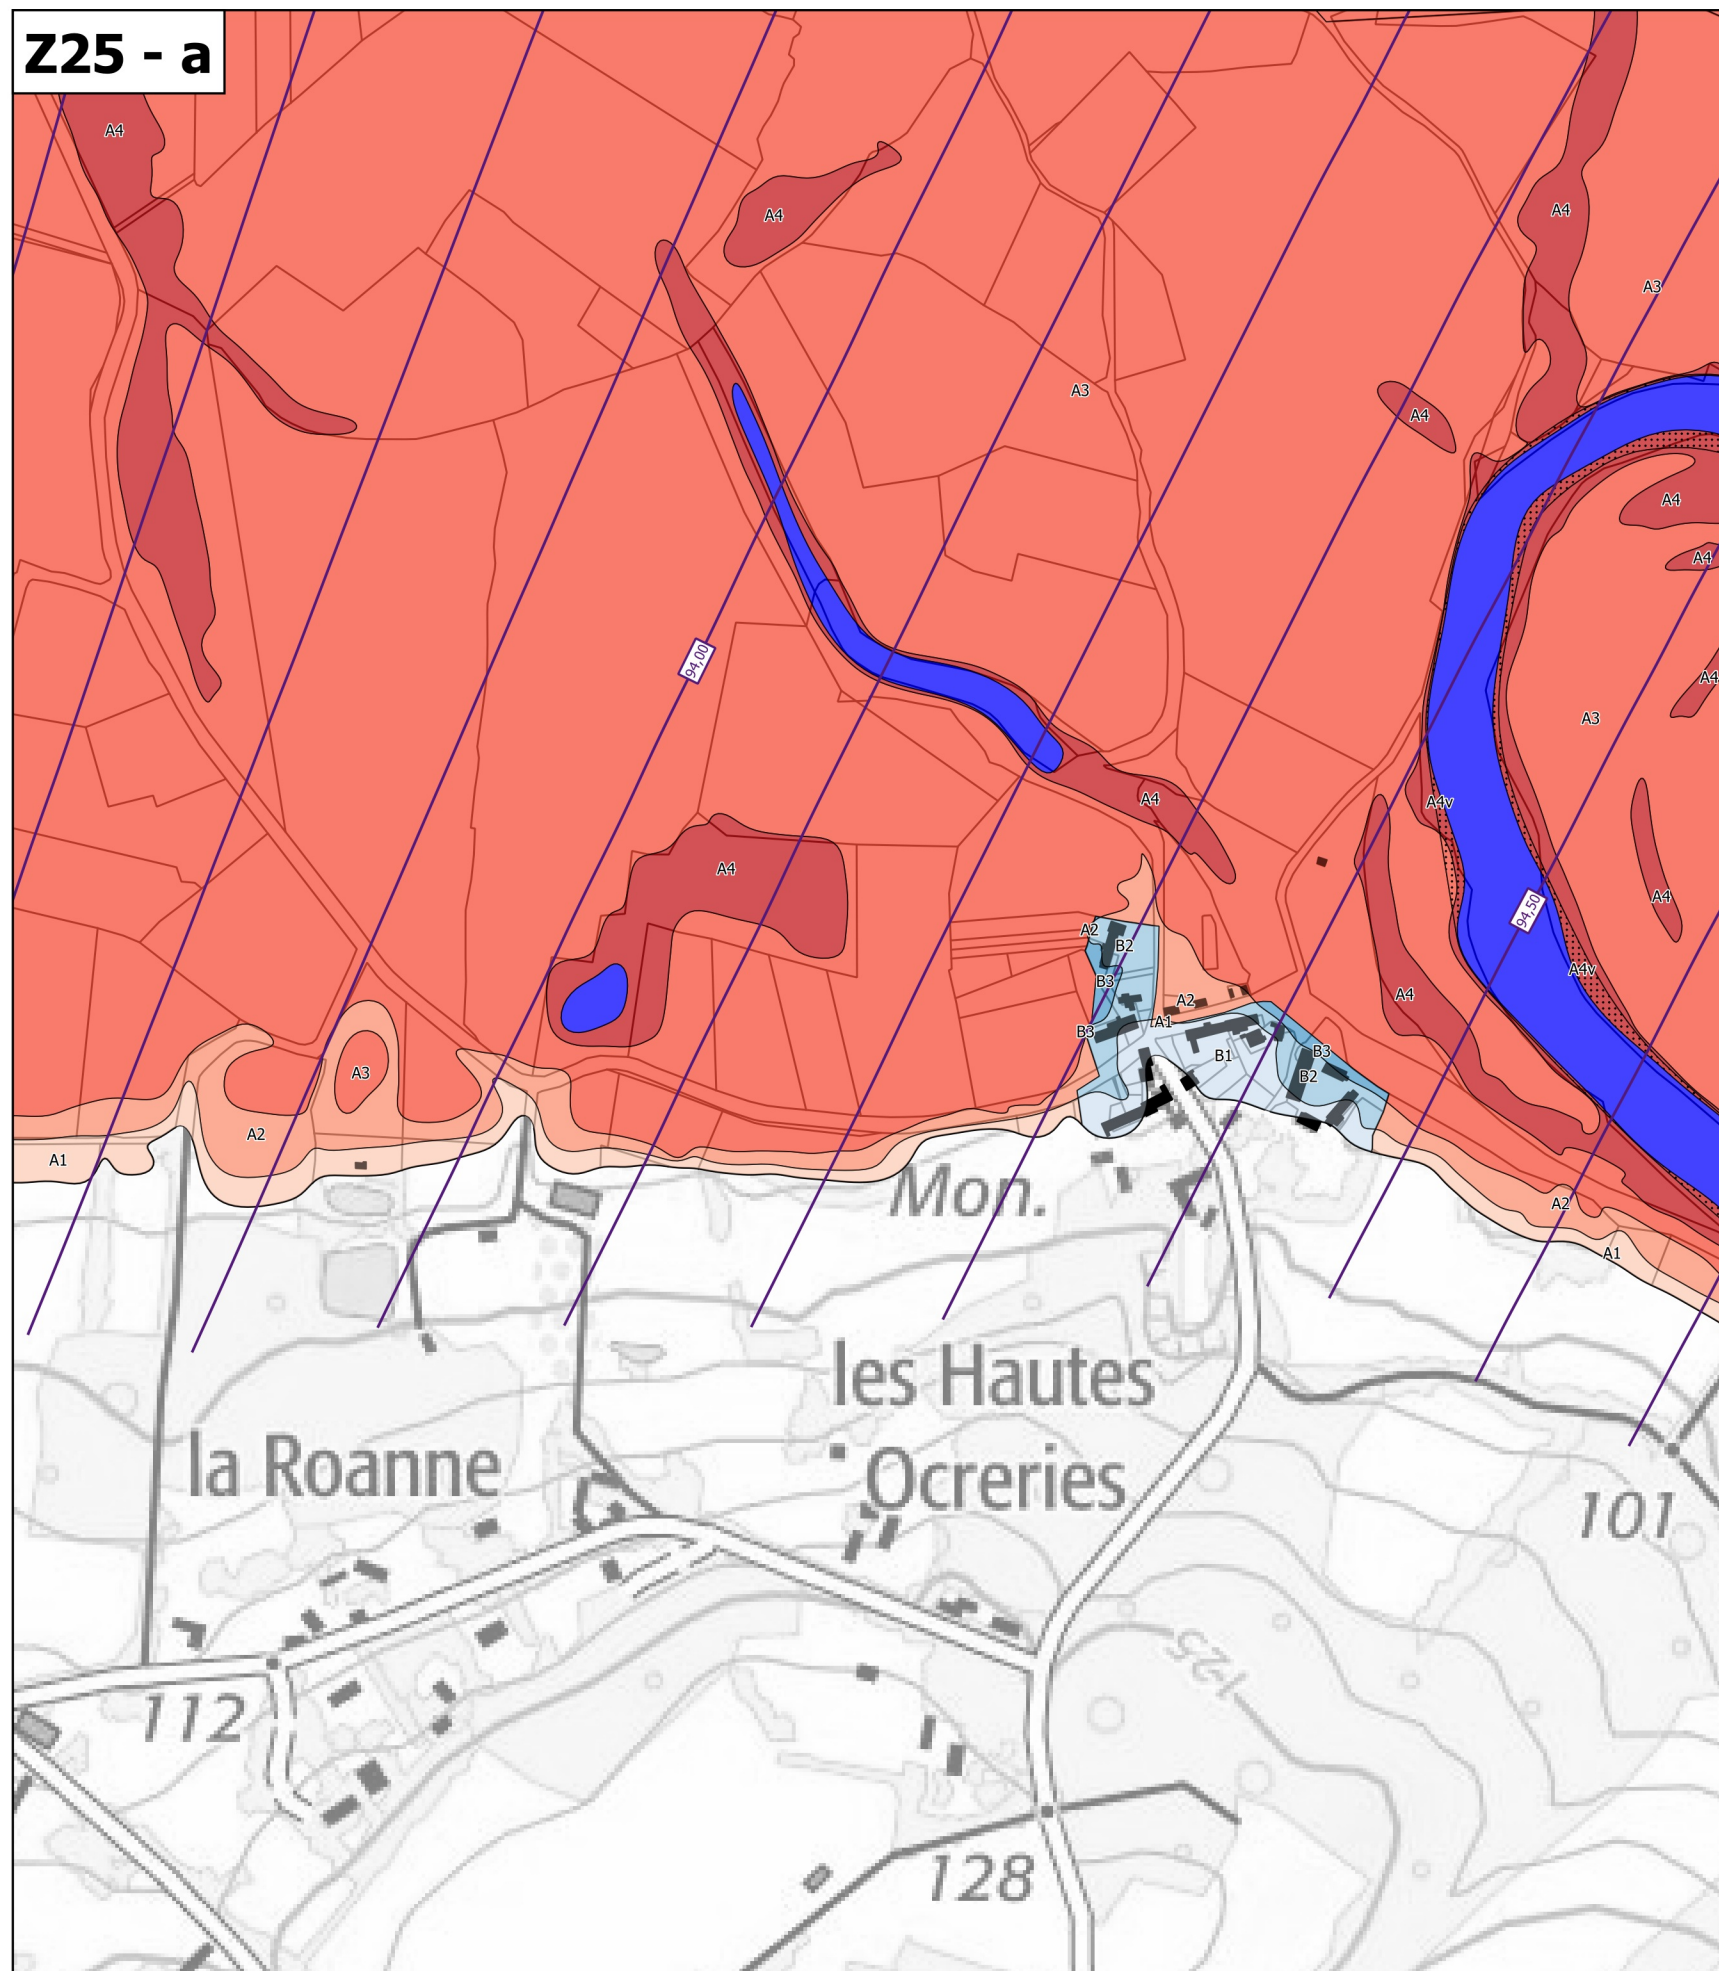 Z25 - a
A4
A4
A4
A3
A3
A4
A4
A4
94,00
A4
A3
A4
A4v
A4
A4
94,50
A2
B2
A4v
B3
A4
A2
A1
B3
B3
B1
A3
B2
A2
A1
Mon.
A2
A1
les Hautes
Ocreries
la Roanne
101
125
112
128